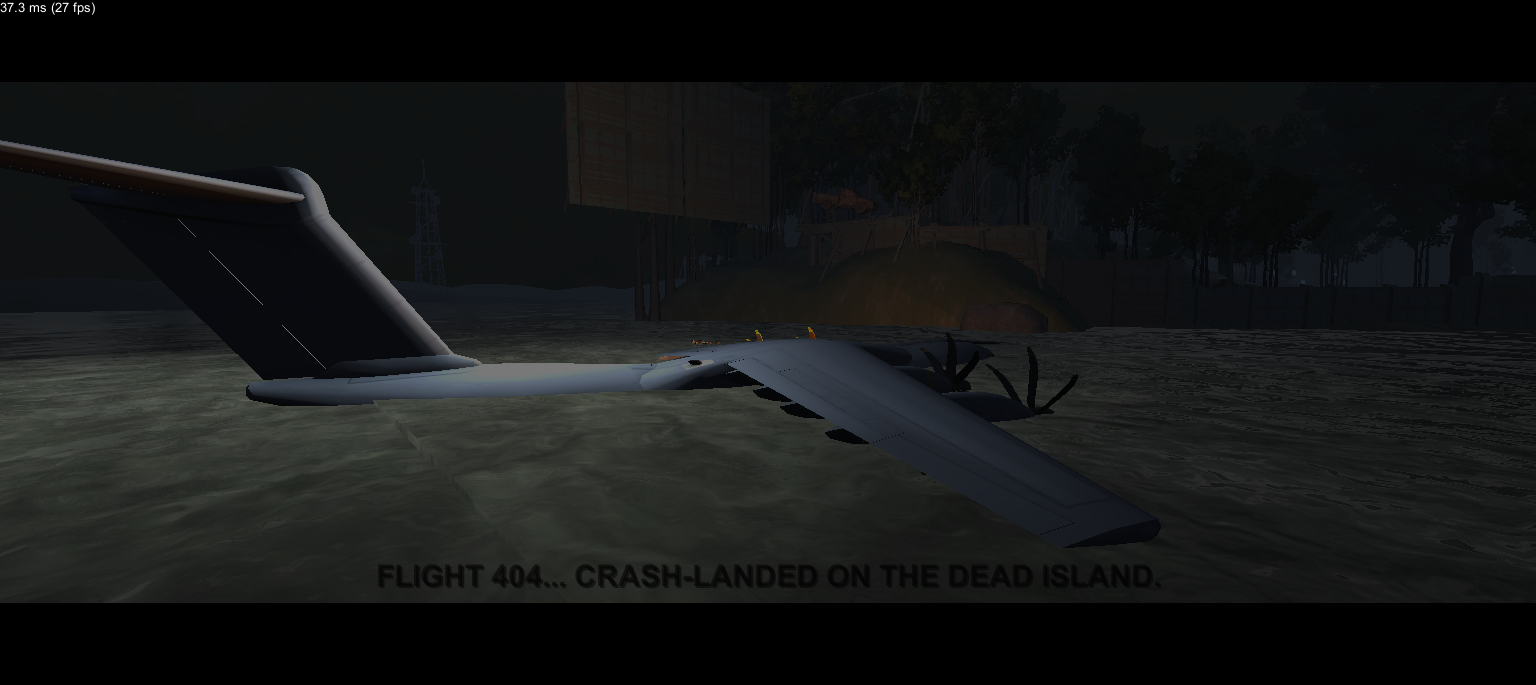 37.3 ms (27 fps)
FLIGHT 404... CRASH-LANDED ON THE DEAD ISLAND.